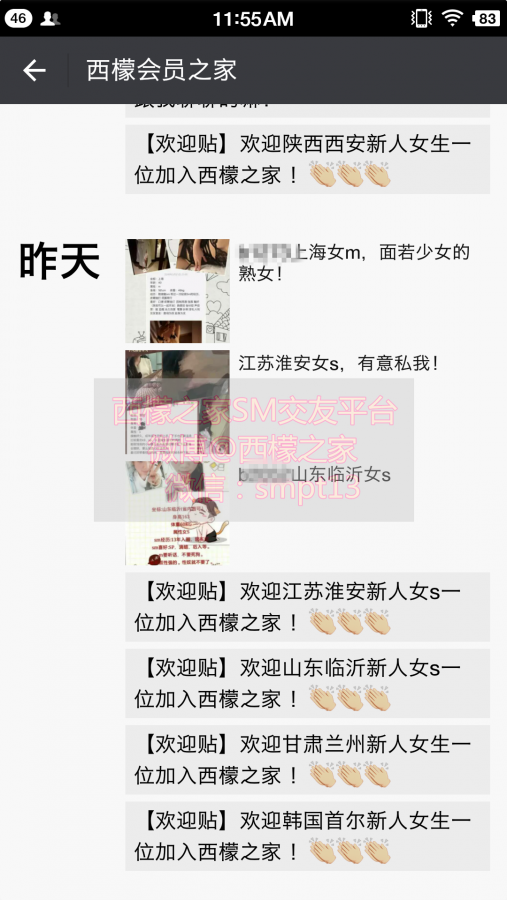 46
11:55AM
83
西檬会员之家
【欢迎贴】欢迎陕西西安新人女生一
位加入西檬之家！👏👏👏
昨天
上海女m，面若少女的
熟女！
江苏淮安女s，有意私我！
西檬之家SM交友平台
微博@西檬之家
微信：smpt13
山东临沂女s
【欢迎贴】欢迎江苏淮安新人女s一
位加入西檬之家！👏👏👏
【欢迎贴】欢迎山东临沂新人女s一
位加入西檬之家！👏👏👏
【欢迎贴】欢迎甘肃兰州新人女生一
位加入西檬之家！👏👏👏
【欢迎贴】欢迎韩国首尔新人女生一
位加入西檬之家！👏👏👏